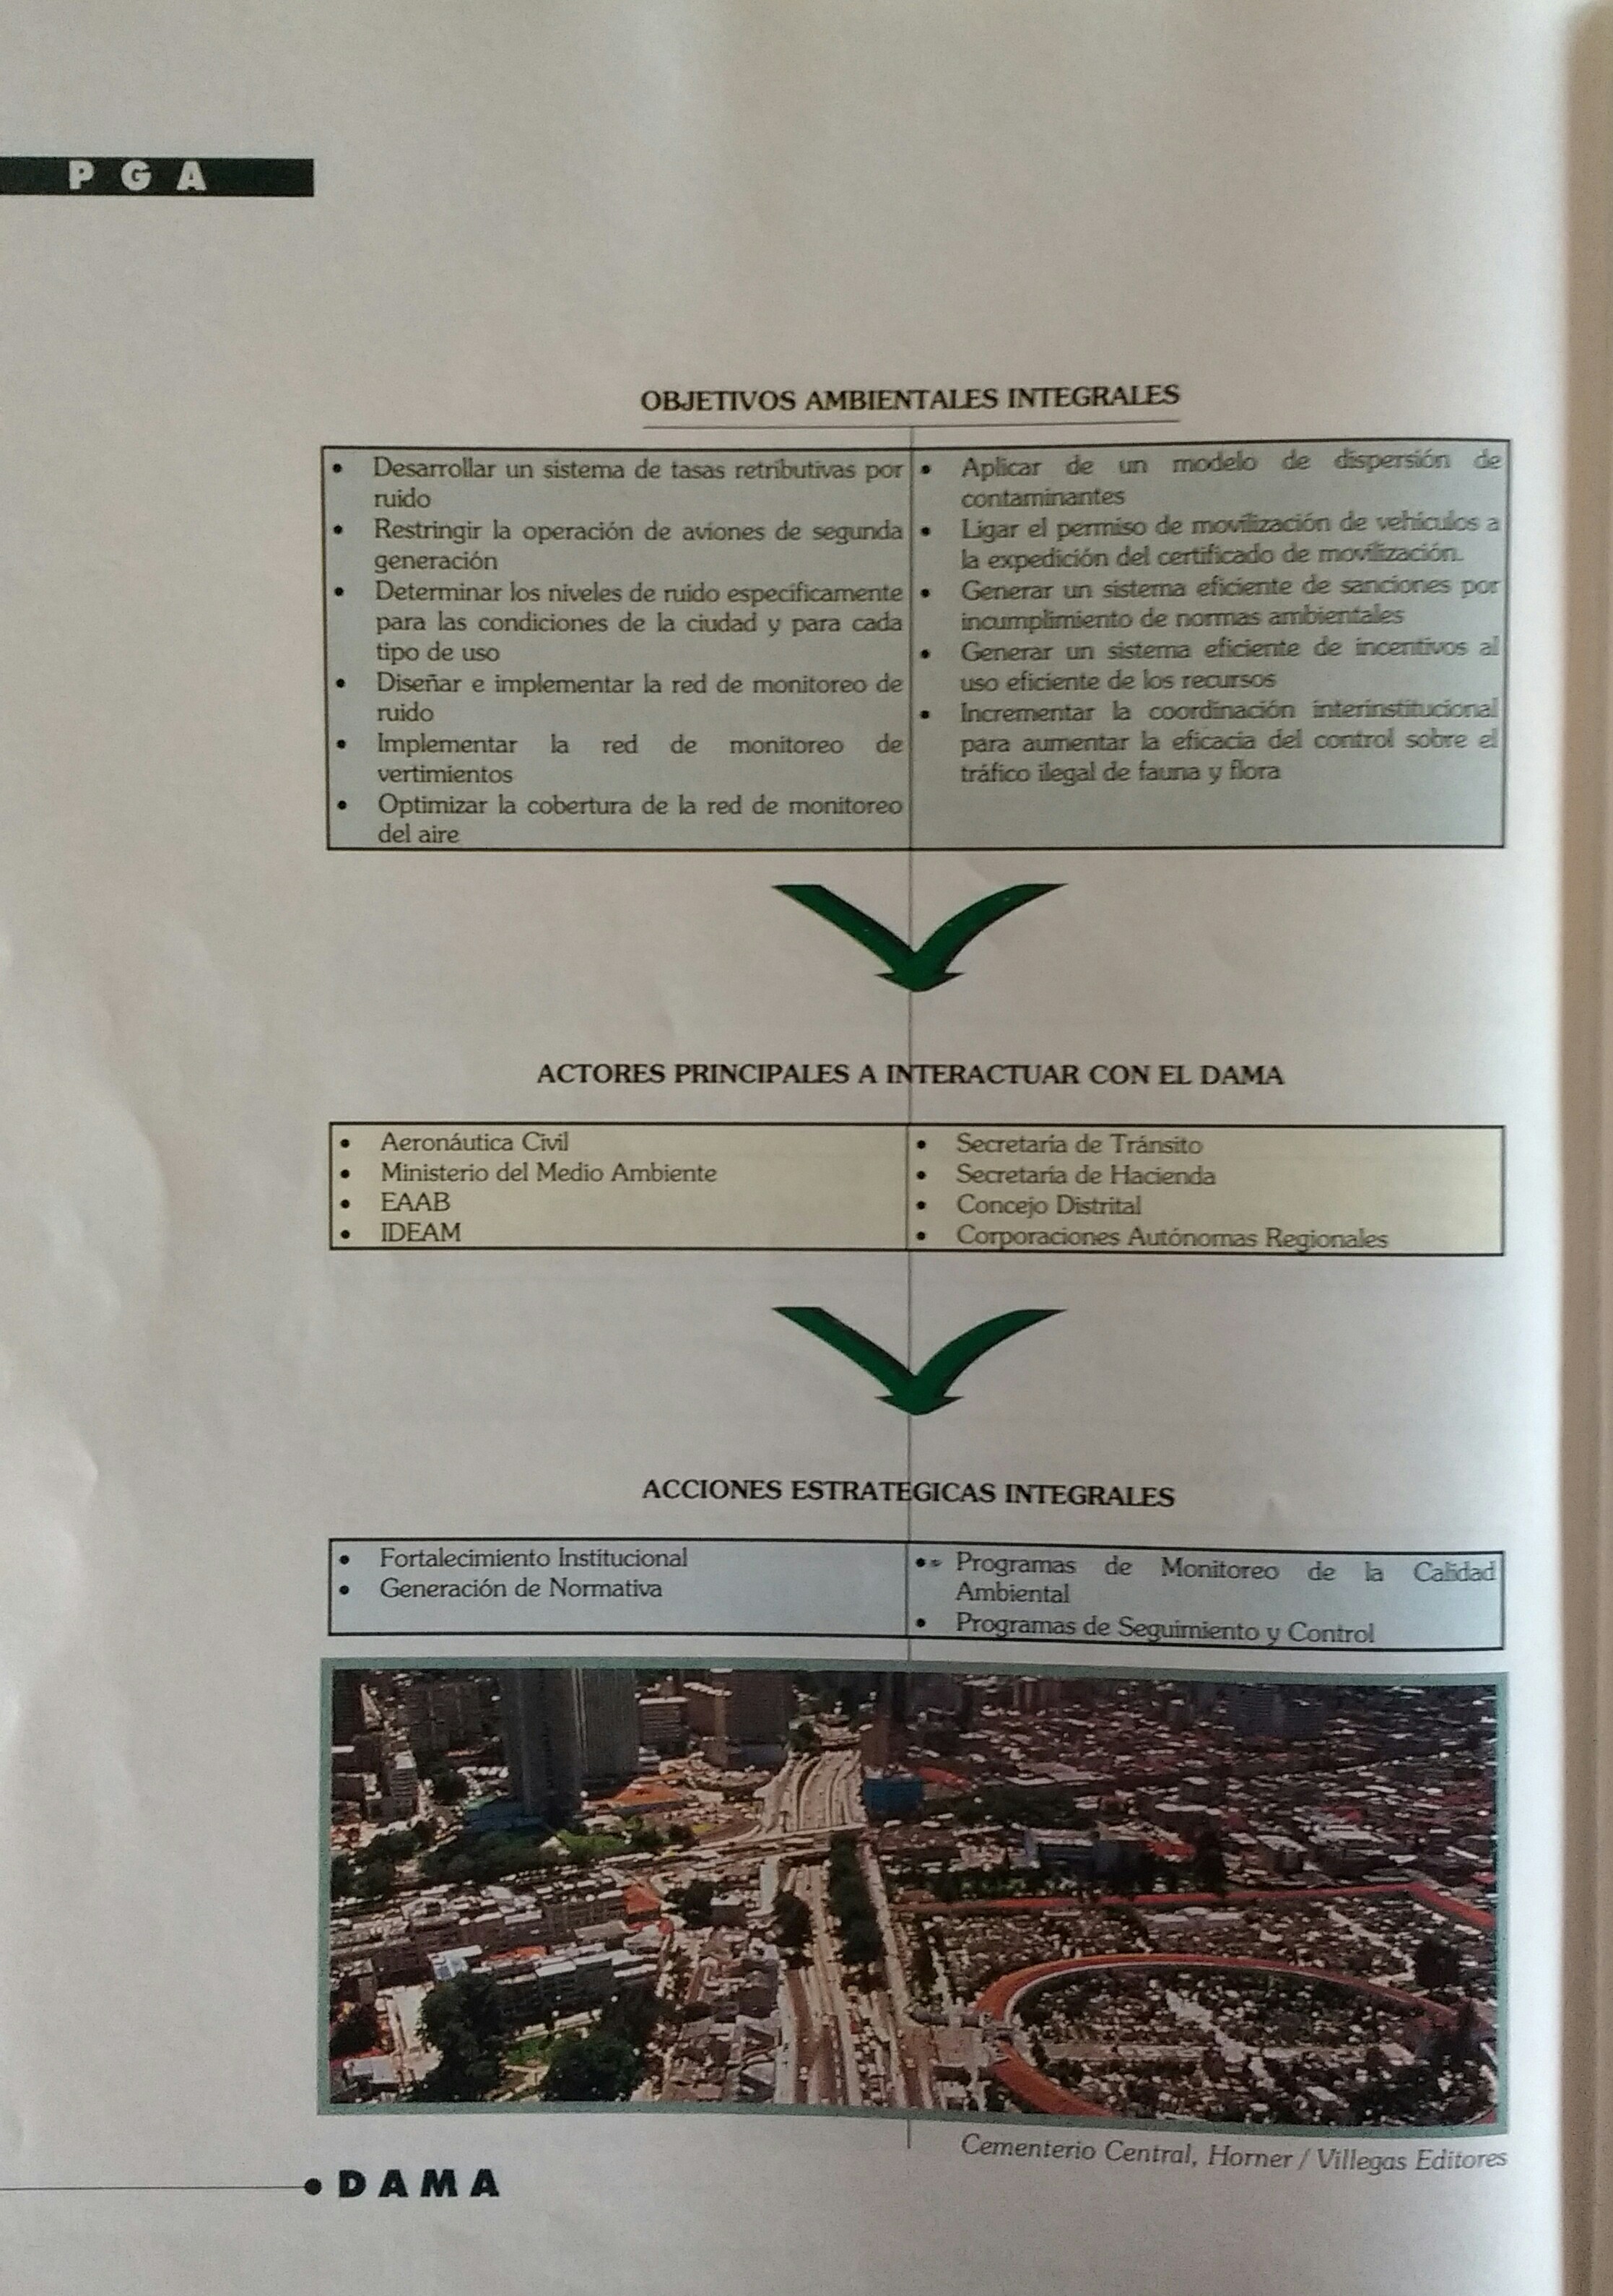 P G A
OBJETIVOS AMBIENTALES INTEGRALES
• Desarrollar un sistema de tasas retributivas por
ruido
• Restringir la operación de aviones de segunda
generación
• Determinar los niveles de ruido específicamente
para las condiciones de la ciudad y para cada
tipo de uso
• Diseñar e implementar la red de monitoreo de
ruido
• Implementar la red de monitoreo de
vertimientos
• Optimizar la cobertura de la red de monitoreo
del aire
• Aplicar de un modelo de dispersión de
contaminantes
• Ligar el permiso de movilización de vehículos a
la expedición del certificado de movilización.
• Generar un sistema eficiente de sanciones por
incumplimiento de normas ambientales
• Generar un sistema eficiente de incentivos al
uso eficiente de los recursos
• Incrementar la coordinación interinstitucional
para aumentar la eficacia del control sobre el
tráfico ilegal de fauna y flora
ACTORES PRINCIPALES A INTERACTUAR CON EL DAMA
• Aeronáutica Civil
• Ministerio del Medio Ambiente
• EAAB
• IDEAM
• Secretaría de Tránsito
• Secretaría de Hacienda
• Concejo Distrital
• Corporaciones Autónomas Regionales
ACCIONES ESTRATEGICAS INTEGRALES
• Fortalecimiento Institucional
• Generación de Normativa
• Programas de Monitoreo de la Calidad
Ambiental
• Programas de Seguimiento y Control
Cementerio Central, Horner / Villegas Editores
DAMA